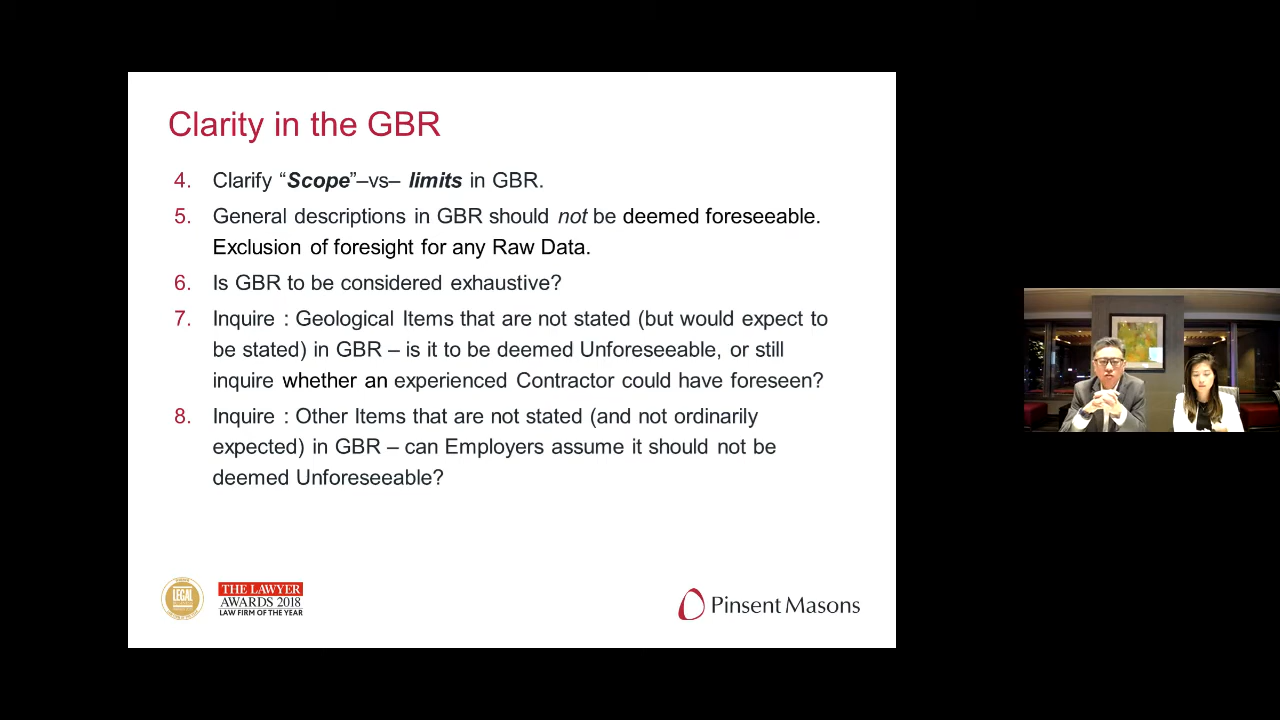 Clarity in the GBR
4. Clarify “Scope”–vs– limits in GBR.
5. General descriptions in GBR should not be deemed foreseeable.
Exclusion of foresight for any Raw Data.
6. Is GBR to be considered exhaustive?
7. Inquire : Geological Items that are not stated (but would expect to
be stated) in GBR – is it to be deemed Unforeseeable, or still
inquire whether an experienced Contractor could have foreseen?
8. Inquire : Other Items that are not stated (and not ordinarily
expected) in GBR – can Employers assume it should not be
deemed Unforeseeable?
LEGAL
THE LAWYER
AWARDS 2018
LAW FIRM OF THE YEAR
Pinsent Masons